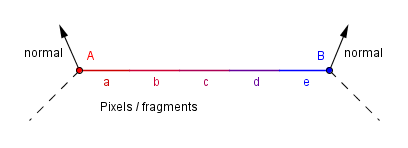 A
B
normal
normal
a b c d e
Pixels / fragments